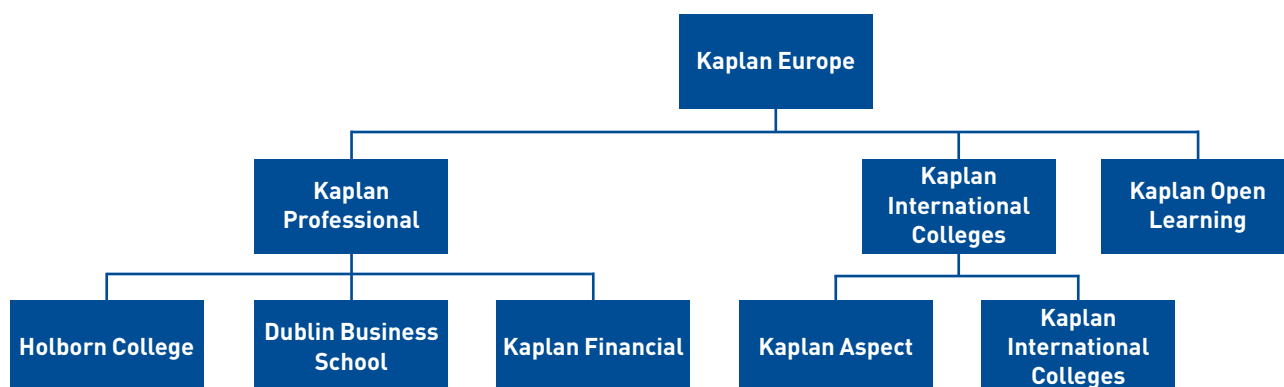 Kaplan Europe
Kaplan
Professional
Kaplan
International
Colleges
Kaplan Open
Learning
Holborn College
Dublin Business
School
Kaplan Financial
Kaplan Aspect
Kaplan
International
Colleges